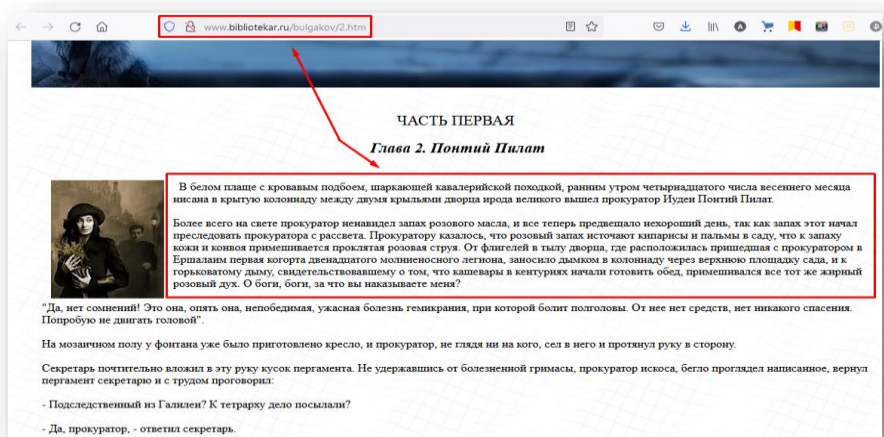 www.bibliotekar.ru/bulgakov/2.htm
ЧАСТЬ ПЕРВАЯ
Глава 2. Понтий Пилат
В белом плаще с кровавым подбоем, шаркающей кавалерийской походкой, ранним утром четырнадцатого числа весеннего месяца
нисана в крытую колоннаду между двумя крыльями дворца ирода великого вышел прокуратор Иудеи Понтий Пилат.
Более всего на свете прокуратор ненавидел запах розового масла, и все теперь предвещало нехороший день, так как запах этот начал
преследовать прокуратора с рассвета. Прокуратору казалось, что розовый запах источают кипарисы и пальмы в саду, что к запаху
кожи и конвоя примешивается проклятая розовая струя. От флигелей в тылу дворца, где расположилась пришедшая с прокуратором в
Ершалаим первая когорта двенадцатого молниеносного легиона, заносило дымком в колоннаду через верхнюю площадку сада, и к
горьковатому дыму, свидетельствовавшему о том, что кашевары в кентуриях начали готовить обед, примешивался все тот же жирный
розовый дух. О боги, боги, за что вы наказываете меня?
"Да, нет сомнений! Это она, опять она, непобедимая, ужасная болезнь гемикрания, при которой болит полголовы. От нее нет средств, нет никакого спасения.
Попробую не двигать головой".
На мозаичном полу у фонтана уже было приготовлено кресло, и прокуратор, не глядя ни на кого, сел в него и протянул руку в сторону.
Секретарь почтительно вложил в эту руку кусок пергамента. Не удержавшись от болезненной гримасы, прокуратор искоса, бегло проглядел написанное, вернул
пергамент секретарю и с трудом проговорил:
- Подследственный из Галилеи? К тетрарху дело посылали?
- Да, прокуратор, - ответил секретарь.